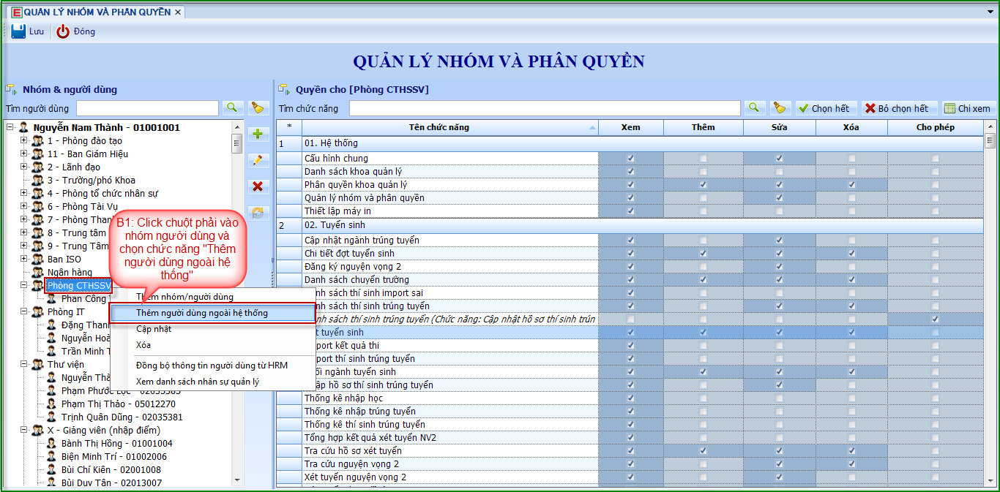 QUẢN LÝ NHÓM VÀ PHÂN QUYỀN
Lưu
Đóng
QUẢN LÝ NHÓM VÀ PHÂN QUYỀN
Nhóm & người dùng
Tìm người dùng
Nguyễn Nam Thành - 01001001
1 - Phòng đào tạo
11 - Ban Giám Hiệu
2 - Lãnh đạo
3 - Trường/phó Khoa
4 - Phòng tổ chức nhân sự
6 - Phòng Tài Vụ
7 - Phòng Thanh
8 - Trung tâm
9 - Trung Tâm
Ban ISO
Ngân hàng
Phòng CTHSSV
Phan Công
Phòng IT
Đặng Thanh
Nguyễn Hoà
Trần Minh T
Thư viện
Nguyễn Thà
Phạm Phước Lộc - 02035385
Phạm Thị Thảo - 05012270
Trịnh Quân Dũng - 02035381
X - Giảng viên (nhập điểm)
Bành Thị Hồng - 01001004
Biện Minh Trí - 01002006
Bùi Chí Kiên - 02001008
Bùi Duy Tân - 02013007
B1: Click chuột phải vào
nhóm người dùng và
chọn chức năng "Thêm
người dùng ngoài hệ
thống"
Thêm nhóm/người dùng
Thêm người dùng ngoài hệ thống
Cập nhật
Xóa
Đồng bộ thông tin người dùng từ HRM
Xem danh sách nhân sự quản lý
Quyền cho [Phòng CTHSSV]
Tìm chức năng
Chọn hết
Bỏ chọn hết
Chỉ xem
* Tên chức năng Xem Thêm Sửa Xóa Cho phép
1 01. Hệ thống
Cấu hình chung
Danh sách khoa quản lý
Phân quyền khoa quản lý
Quản lý nhóm và phân quyền
Thiết lập máy in
2 02. Tuyển sinh
Cập nhật ngành trúng tuyển
Chi tiết đợt tuyển sinh
Đăng ký nguyện vọng 2
Danh sách chuyển trường
nh sách thí sinh import sai
nh sách thí sinh trúng tuyển
nh sách thí sinh trúng tuyển (Chức năng: Cập nhật hồ sơ thí sinh trún
t tuyển sinh
port kết quả thi
port thí sinh trúng tuyển
ối ngành tuyển sinh
ập hồ sơ thí sinh trúng tuyển
Thống kê nhập học
Thống kê nhập trúng tuyển
Thống kê thí sinh trúng tuyển
Tổng hợp kết quả xét tuyển NV2
Tra cứu hồ sơ xét tuyển
Tra cứu nguyện vọng 2
Xét tuyển nguyện vọng 2